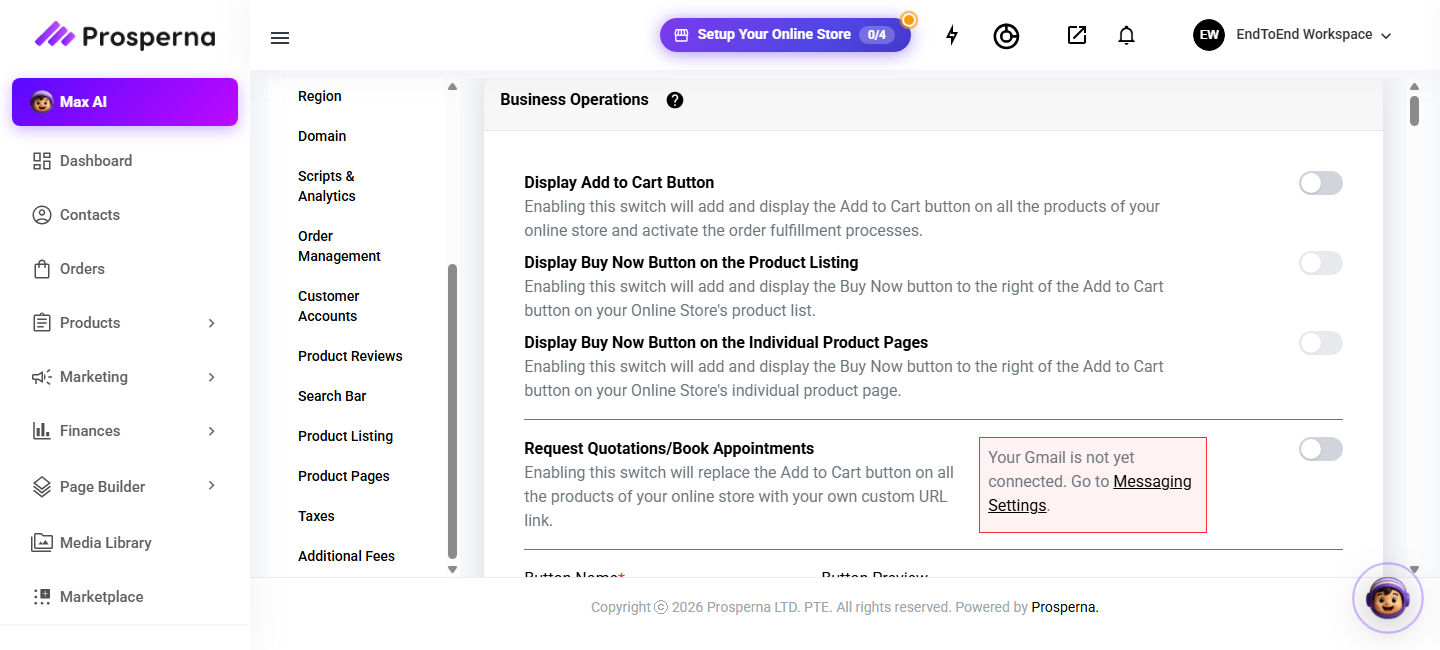 Prosperna
Setup Your Online Store 0/4
EW EndToEnd Workspace
Max AI
Dashboard
Contacts
Orders
Products
Marketing
Finances
Page Builder
Media Library
Marketplace
Region
Domain
Scripts &
Analytics
Order
Management
Customer
Accounts
Product Reviews
Search Bar
Product Listing
Product Pages
Taxes
Additional Fees
Business Operations ?
Display Add to Cart Button
Enabling this switch will add and display the Add to Cart button on all the products of your
online store and activate the order fulfillment processes.
Display Buy Now Button on the Product Listing
Enabling this switch will add and display the Buy Now button to the right of the Add to Cart
button on your Online Store's product list.
Display Buy Now Button on the Individual Product Pages
Enabling this switch will add and display the Buy Now button to the right of the Add to Cart
button on your Online Store's individual product page.
Request Quotations/Book Appointments
Enabling this switch will replace the Add to Cart button on all
the products of your online store with your own custom URL
link.
Your Gmail is not yet
connected. Go to Messaging
Settings.
Button Name* Button Preview
Copyright © 2026 Prosperna LTD. PTE. All rights reserved. Powered by Prosperna.